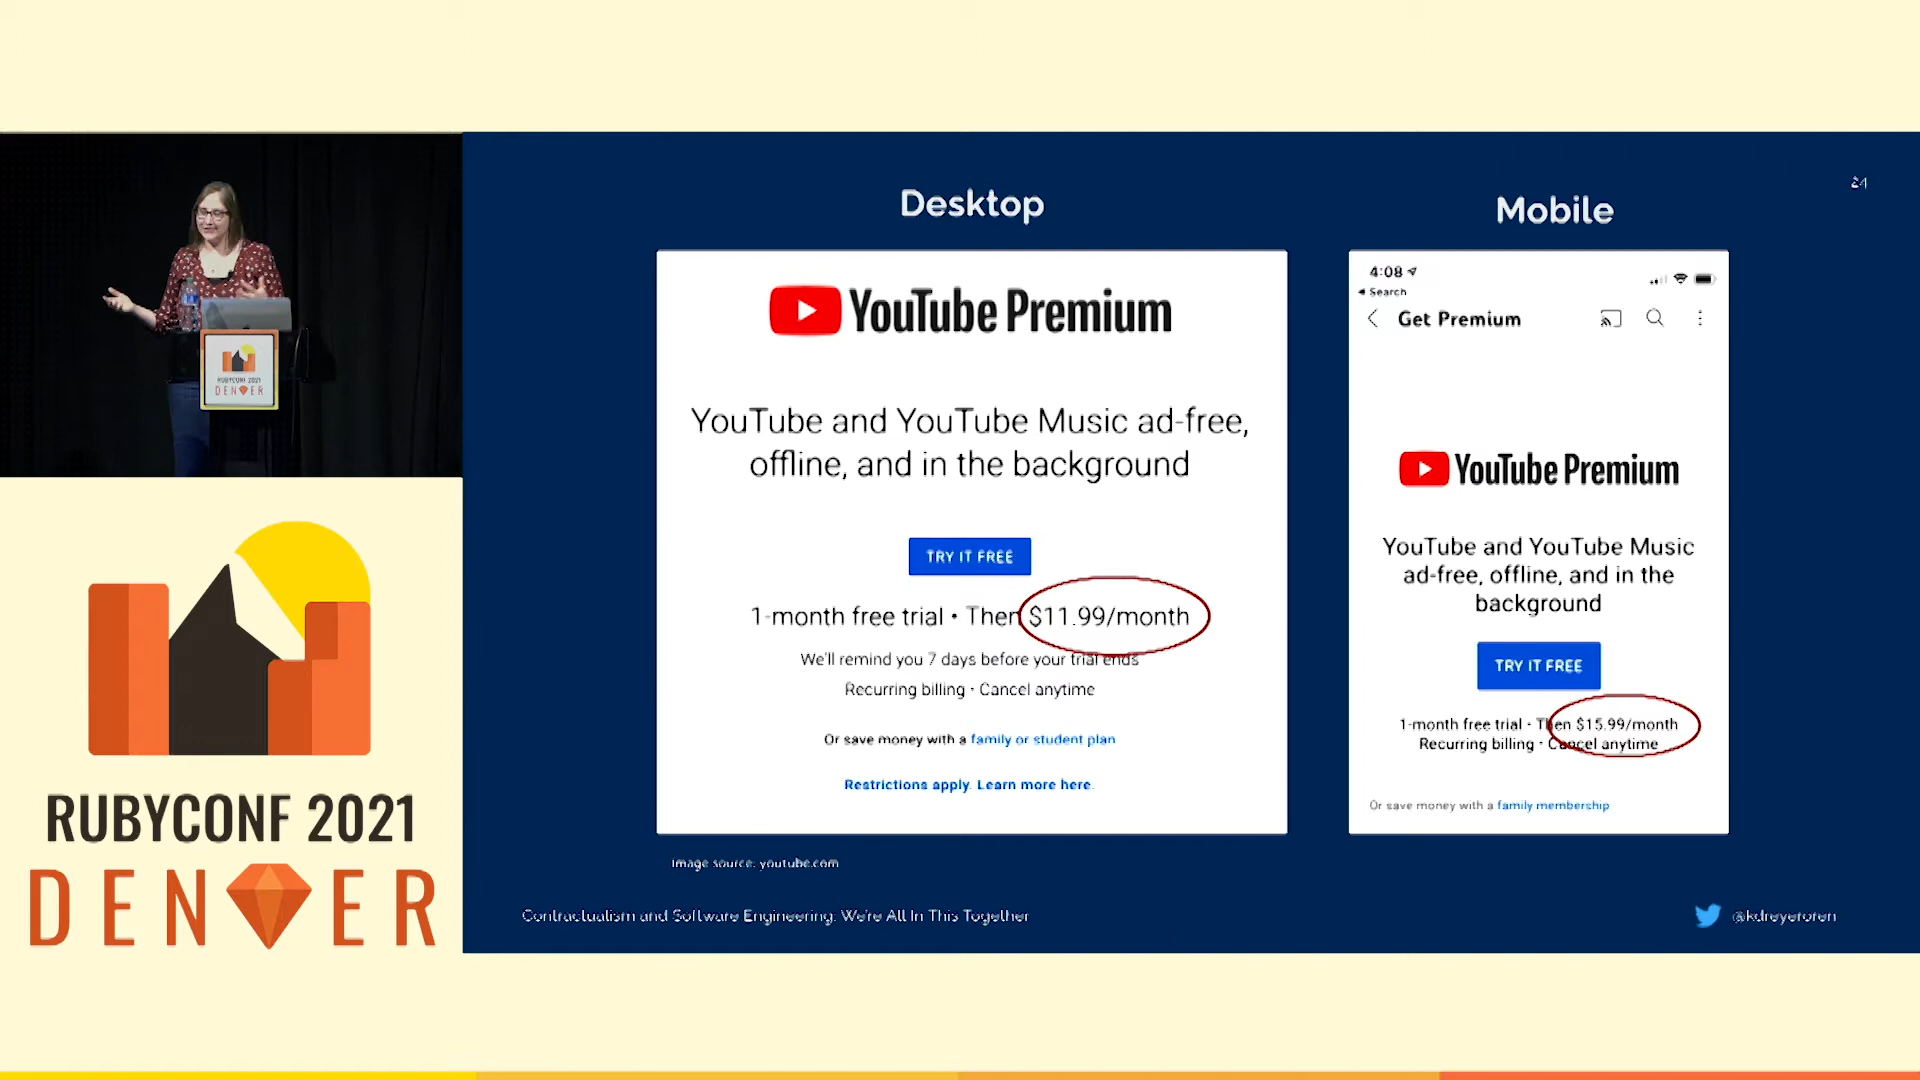 24
Desktop
YouTube Premium
YouTube and YouTube Music ad-free,
offline, and in the background
TRY IT FREE
1-month free trial • Then $11.99/month
We'll remind you 7 days before your trial ends
Recurring billing • Cancel anytime
Or save money with a family or student plan
Restrictions apply. Learn more here.
Image source: youtube.com
Mobile
4:08
Search
Get Premium
YouTube Premium
YouTube and YouTube Music
ad-free, offline, and in the
background
TRY IT FREE
1-month free trial • Then $15.99/month
Recurring billing • Cancel anytime
Or save money with a family membership
Contractualism and Software Engineering: We're All In This Together
@kdreyeroren
RUBYCONF 2021
DENVER
RUBYCONF 2021
DENVER